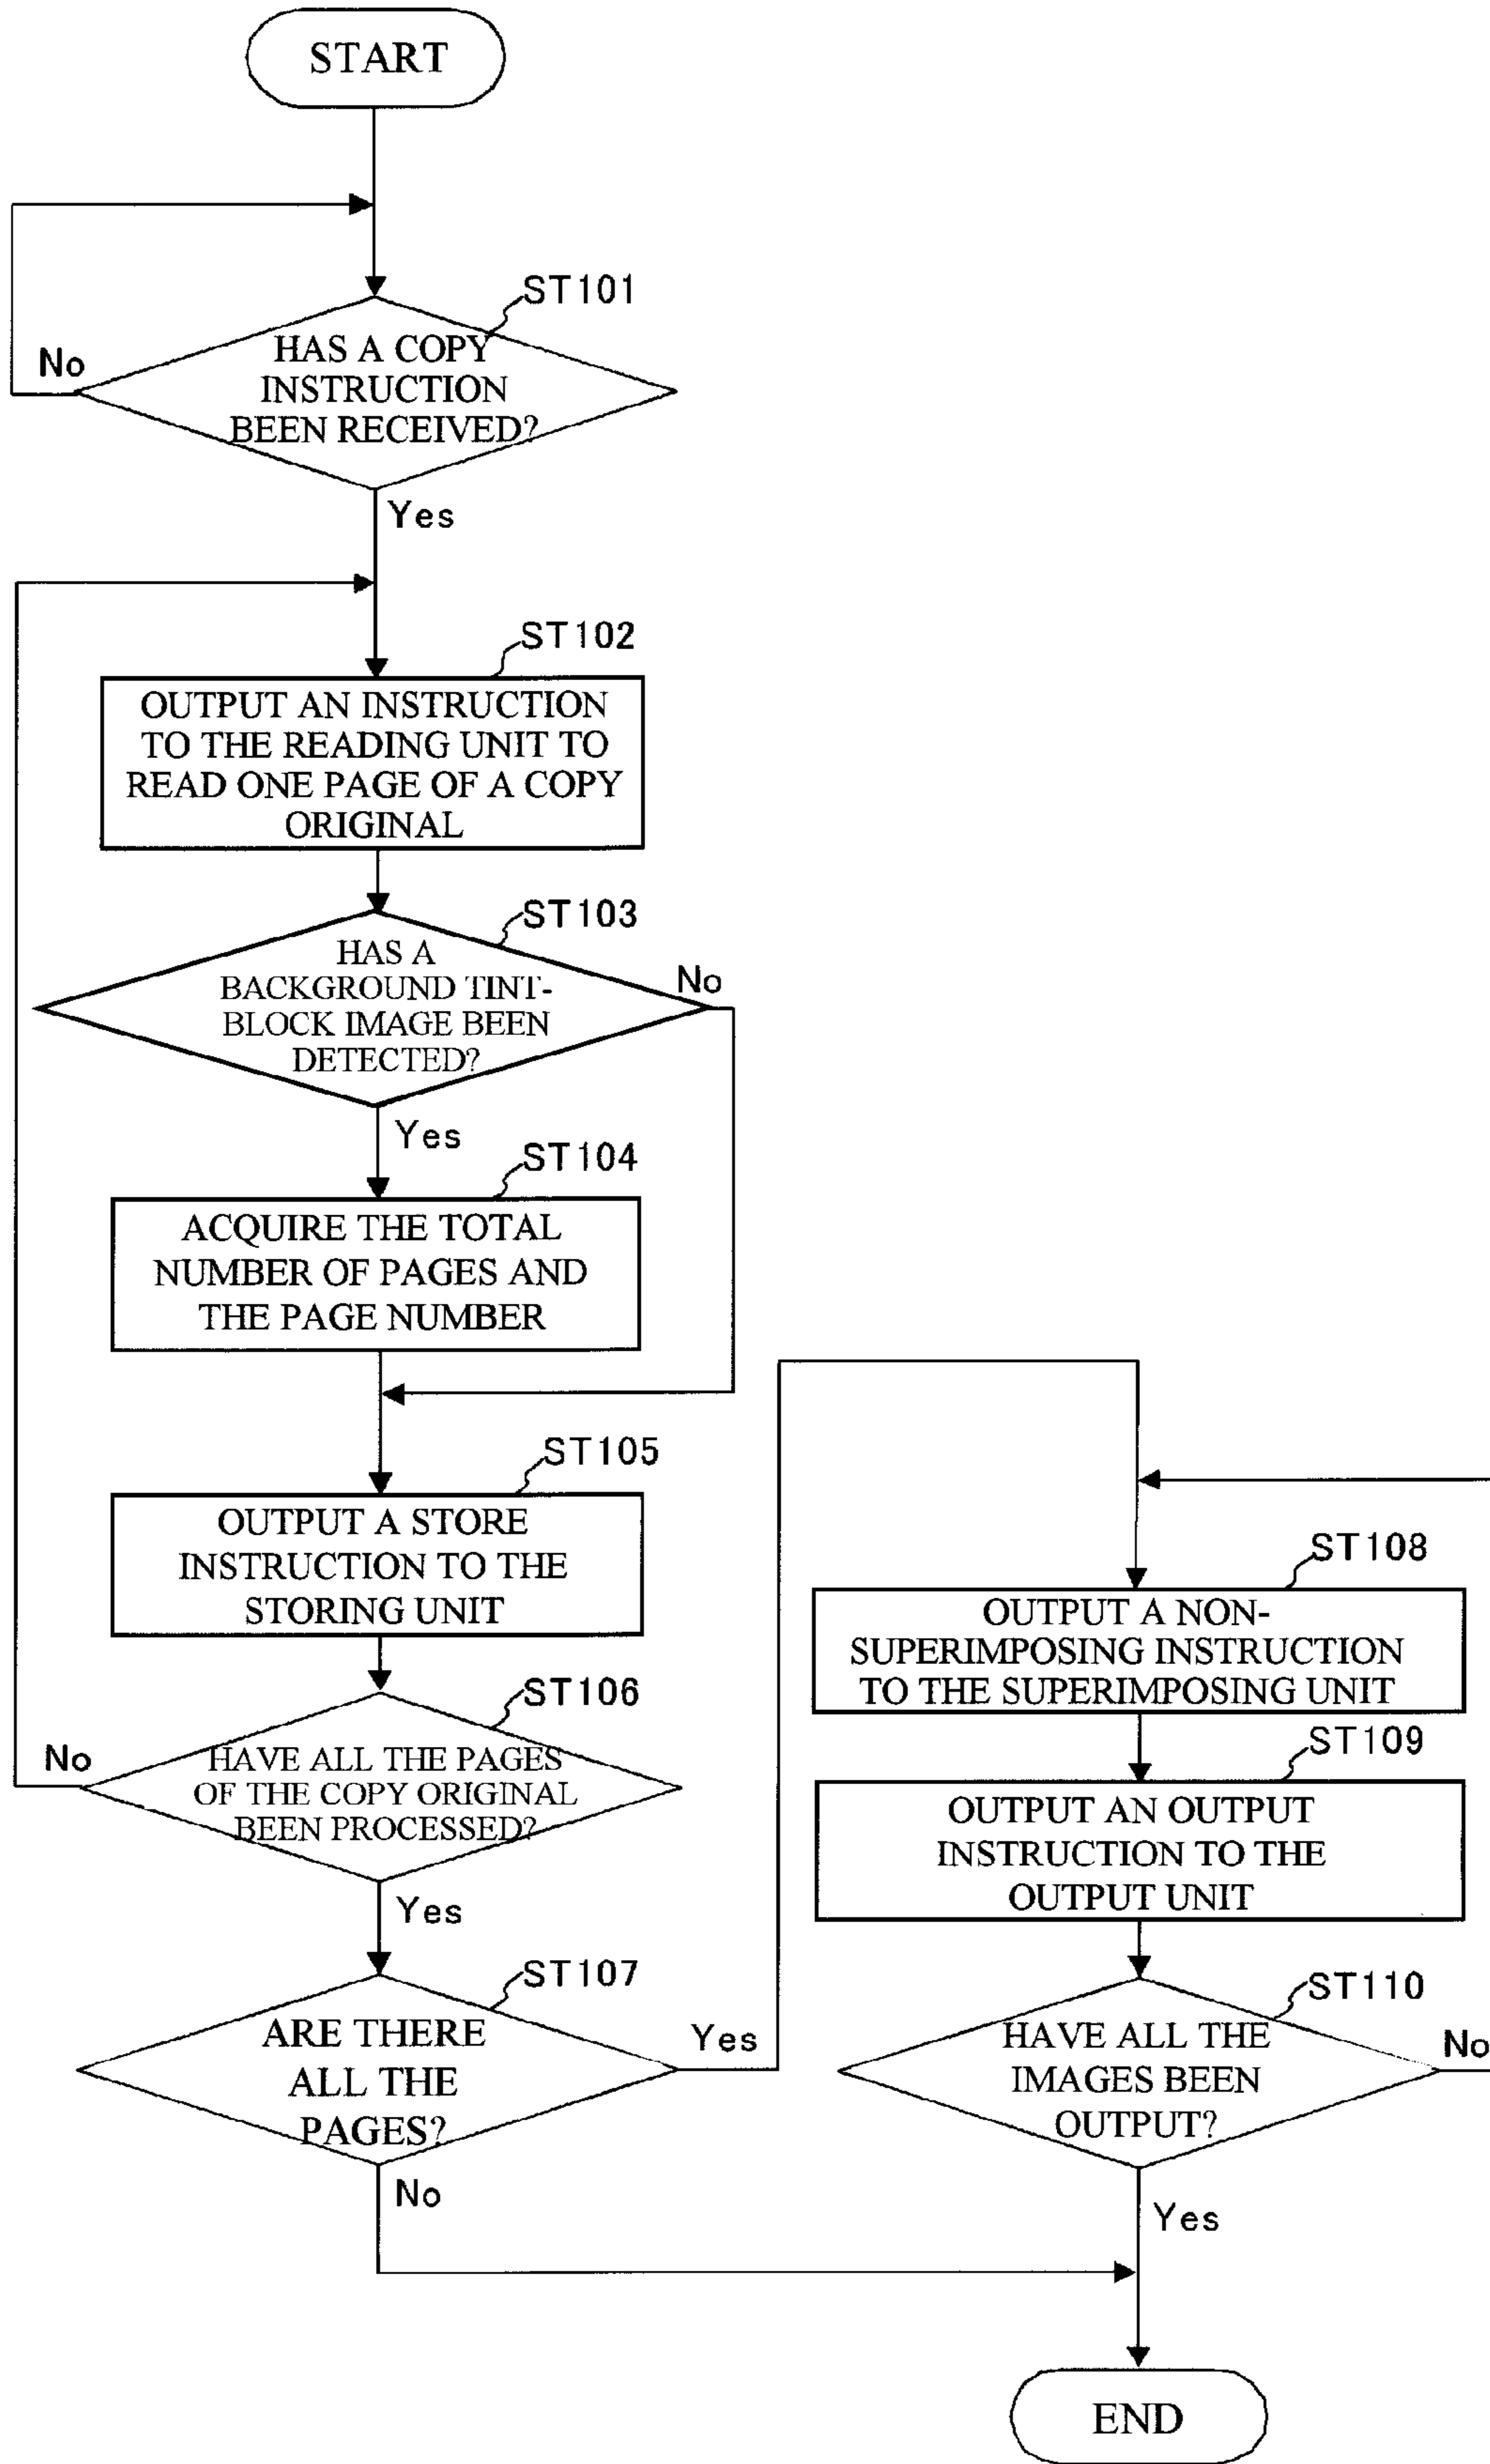 START
ST101
HAS A COPY
INSTRUCTION
BEEN RECEIVED?
No
Yes
ST102
OUTPUT AN INSTRUCTION
TO THE READING UNIT TO
READ ONE PAGE OF A COPY
ORIGINAL
ST103
HAS A
BACKGROUND TINT-
BLOCK IMAGE BEEN
DETECTED?
No
Yes
ST104
ACQUIRE THE TOTAL
NUMBER OF PAGES AND
THE PAGE NUMBER
ST105
OUTPUT A STORE
INSTRUCTION TO THE
STORING UNIT
ST106
HAVE ALL THE PAGES
OF THE COPY ORIGINAL
BEEN PROCESSED?
No
Yes
ST107
ARE THERE
ALL THE
PAGES?
Yes
No
ST108
OUTPUT A NON-
SUPERIMPOSING INSTRUCTION
TO THE SUPERIMPOSING UNIT
ST109
OUTPUT AN OUTPUT
INSTRUCTION TO THE
OUTPUT UNIT
ST110
HAVE ALL THE
IMAGES BEEN
OUTPUT?
No
Yes
END